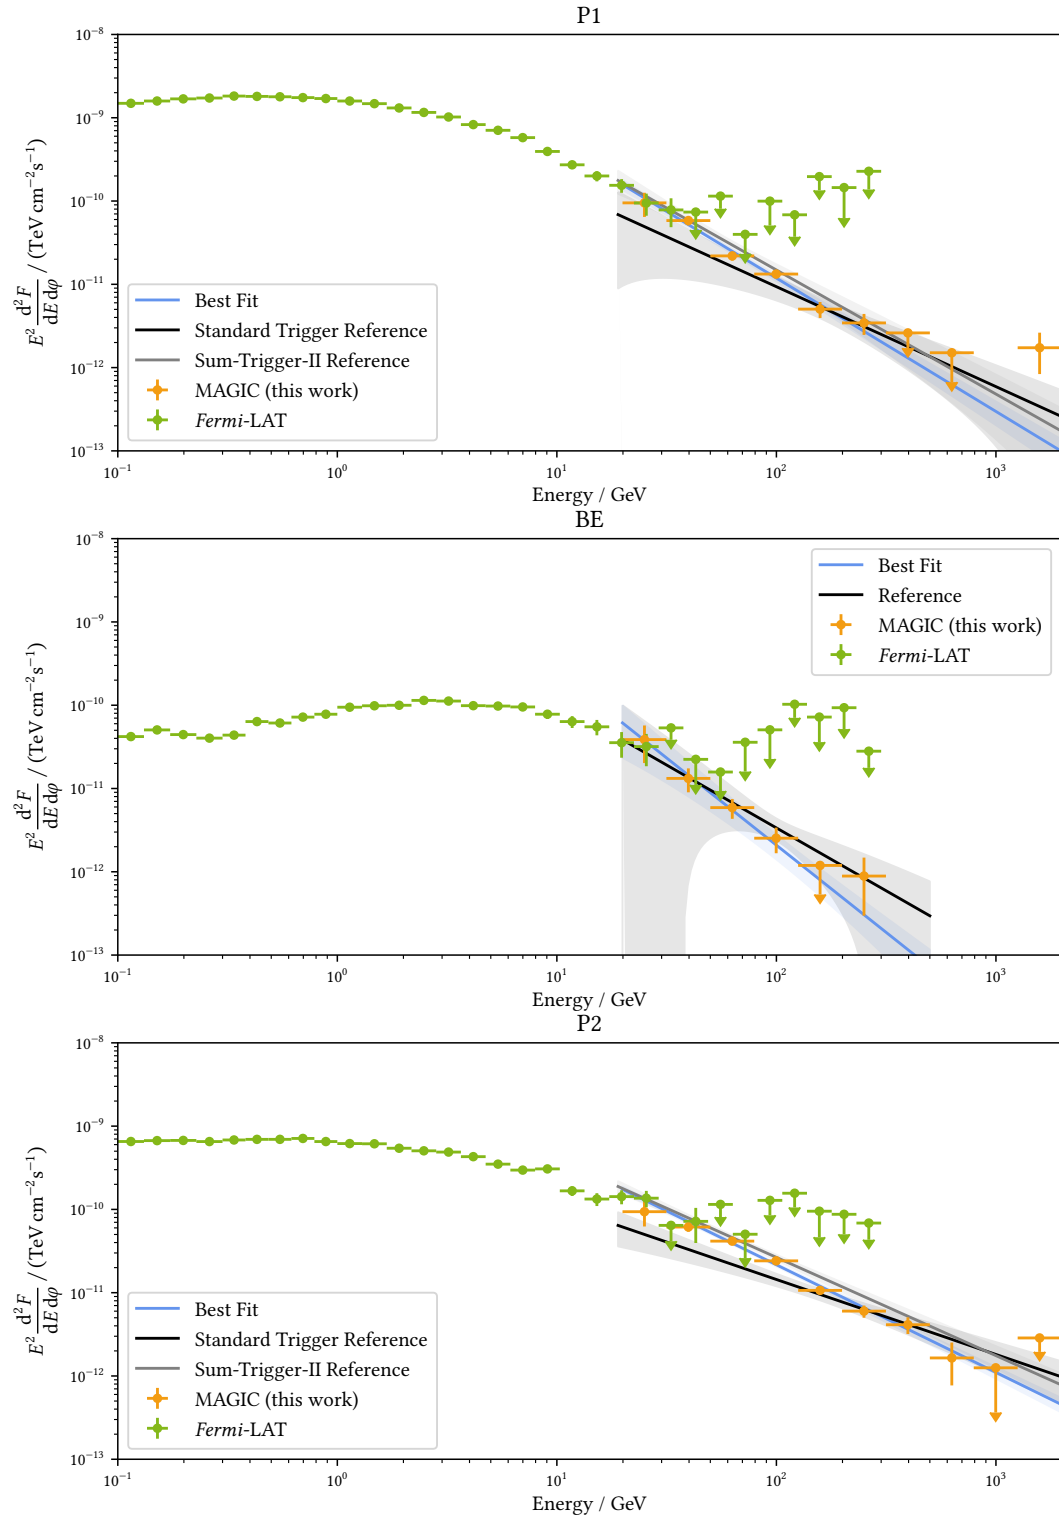 P1
10⁻⁸
10⁻⁹
10⁻¹⁰
10⁻¹¹
10⁻¹²
10⁻¹³
E² d²F/dE dφ / (TeV cm⁻² s⁻¹)
Best Fit
Standard Trigger Reference
Sum-Trigger-II Reference
MAGIC (this work)
Fermi-LAT
10⁻¹ 10⁰ 10¹ 10² 10³
Energy / GeV
BE
10⁻⁸
10⁻⁹
10⁻¹⁰
10⁻¹¹
10⁻¹²
10⁻¹³
E² d²F/dE dφ / (TeV cm⁻² s⁻¹)
Best Fit
Reference
MAGIC (this work)
Fermi-LAT
10⁻¹ 10⁰ 10¹ 10² 10³
Energy / GeV
P2
10⁻⁸
10⁻⁹
10⁻¹⁰
10⁻¹¹
10⁻¹²
10⁻¹³
E² d²F/dE dφ / (TeV cm⁻² s⁻¹)
Best Fit
Standard Trigger Reference
Sum-Trigger-II Reference
MAGIC (this work)
Fermi-LAT
10⁻¹ 10⁰ 10¹ 10² 10³
Energy / GeV